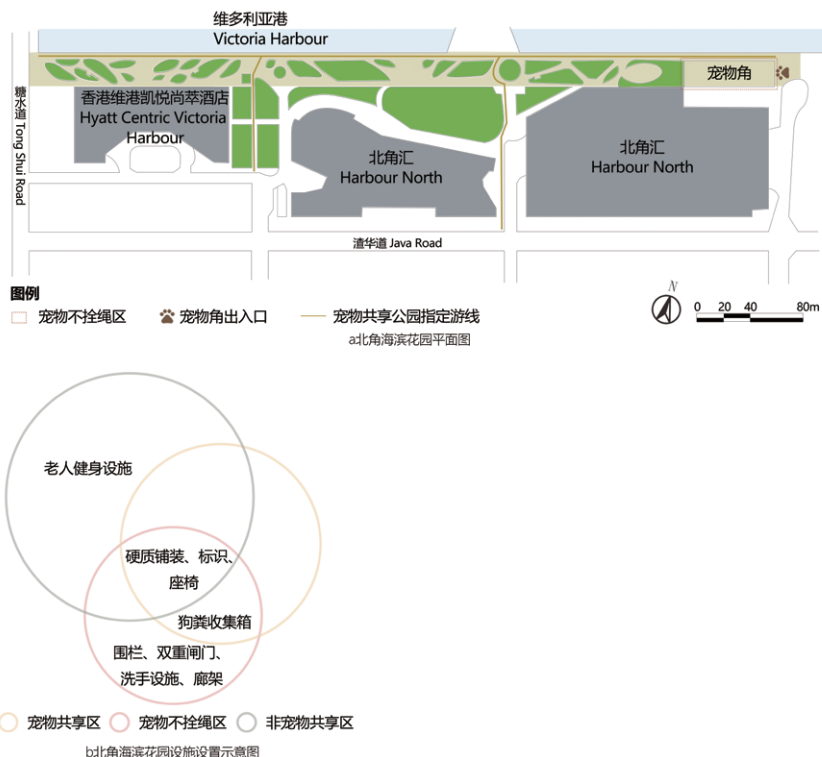 维多利亚港
Victoria Harbour
宠物角
糖水道 Tong Shui Road
香港维港凯悦尚萃酒店
Hyatt Centric Victoria
Harbour
北角汇
Harbour North
北角汇
Harbour North
渣华道 Java Road
图例
宠物不拴绳区
宠物角出入口
宠物共享公园指定游线
N
0 20 40 80m
a北角海滨花园平面图
老人健身设施
硬质铺装、标识、
座椅
狗粪收集箱
围栏、双重闸门、
洗手设施、廊架
宠物共享区
宠物不拴绳区
非宠物共享区
b北角海滨花园设施设置示意图